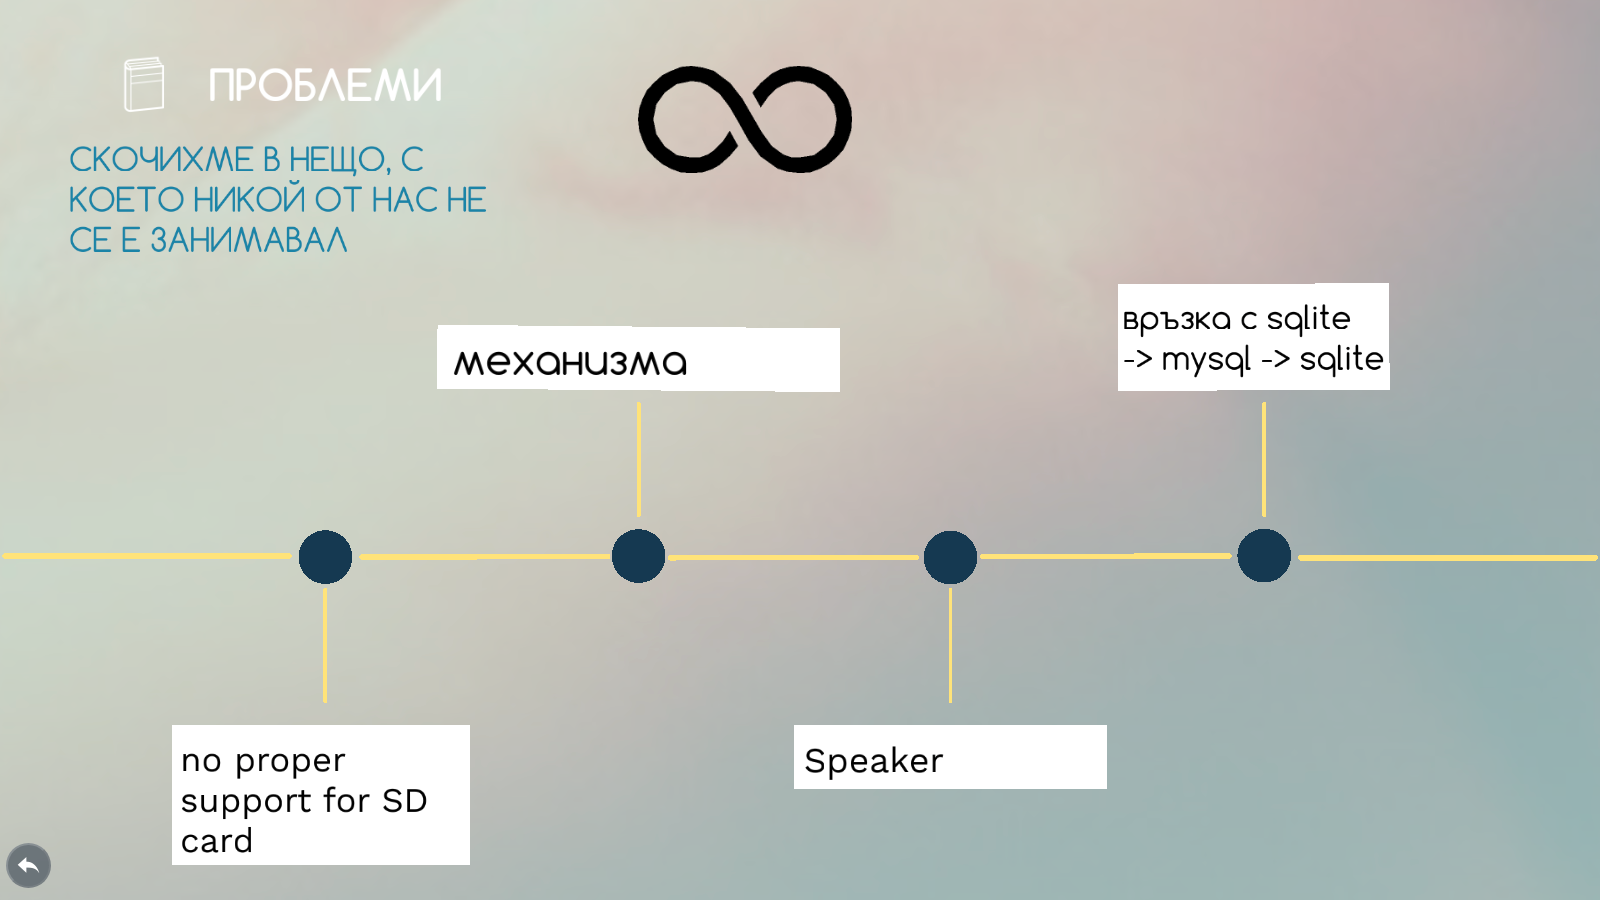 ПРОБЛЕМИ
СКОЧИХМЕ В НЕЩО, С
КОЕТО НИКОЙ ОТ НАС НЕ
СЕ Е ЗАНИМАВАЛ
механизма
връзка с sqlite
-> mysql -> sqlite
no proper
support for SD
card
Speaker